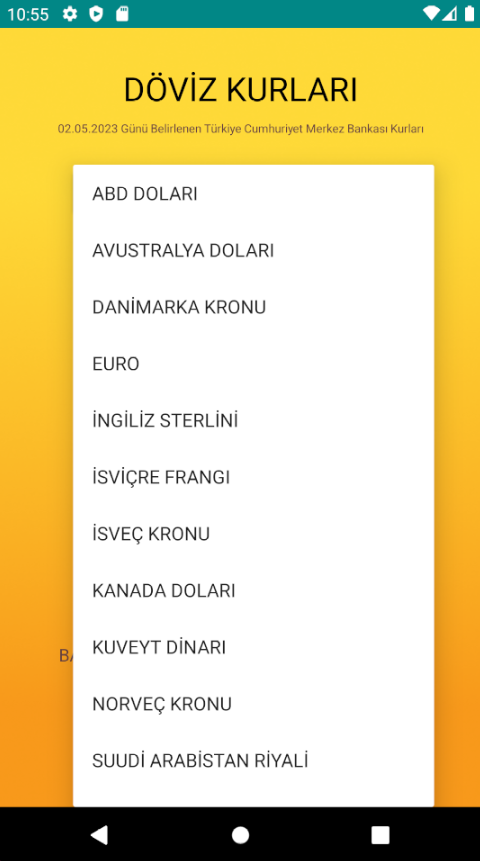 10:55
DÖVİZ KURLARI
02.05.2023 Günü Belirlenen Türkiye Cumhuriyet Merkez Bankası Kurları
ABD DOLARI
AVUSTRALYA DOLARI
DANİMARKA KRONU
EURO
İNGİLİZ STERLİNİ
İSVİÇRE FRANGI
İSVEÇ KRONU
KANADA DOLARI
KUVEYT DİNARI
NORVEÇ KRONU
SUUDİ ARABİSTAN RİYALİ